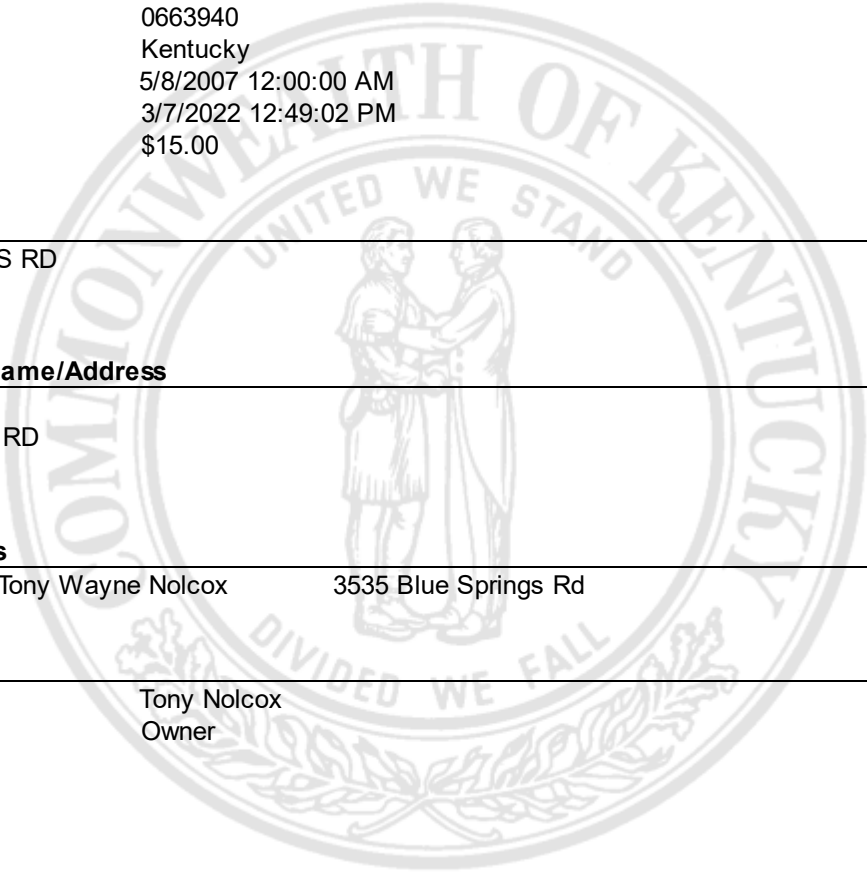 0663940
Kentucky
5/8/2007 12:00:00 AM
3/7/2022 12:49:02 PM
$15.00
S RD
ame/Address
RD
s
Tony Wayne Nolcox 3535 Blue Springs Rd
Tony Nolcox
Owner
COMMONWEALTH OF KENTUCKY
UNITED WE STAND
DIVIDED WE FALL